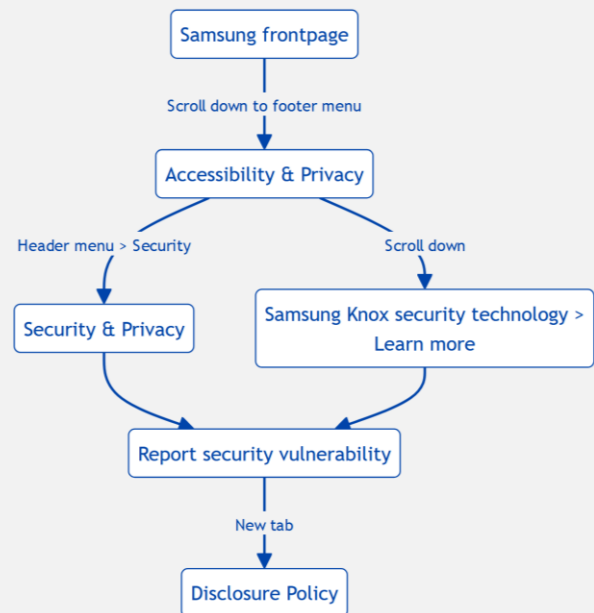 Samsung frontpage
Scroll down to footer menu
Accessibility & Privacy
Header menu > Security
Scroll down
Security & Privacy
Samsung Knox security technology >
Learn more
Report security vulnerability
New tab
Disclosure Policy